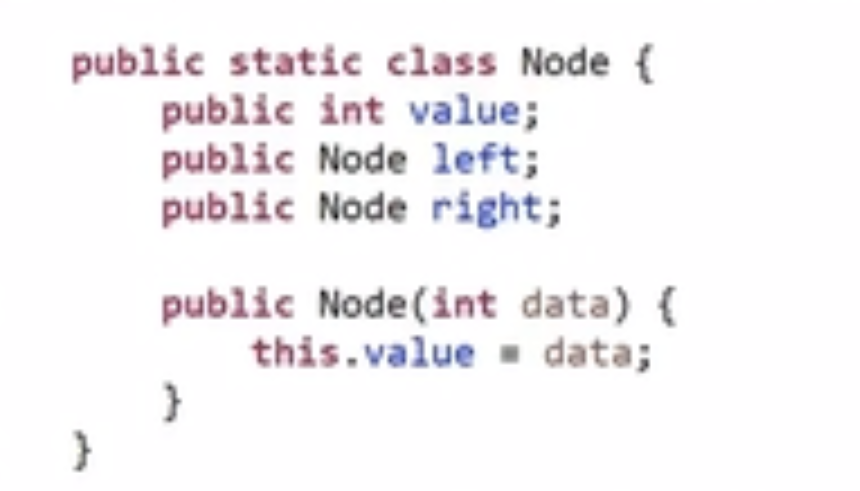 public static class Node {
public int value;
public Node left;
public Node right;
public Node(int data) {
this.value = data;
}
}